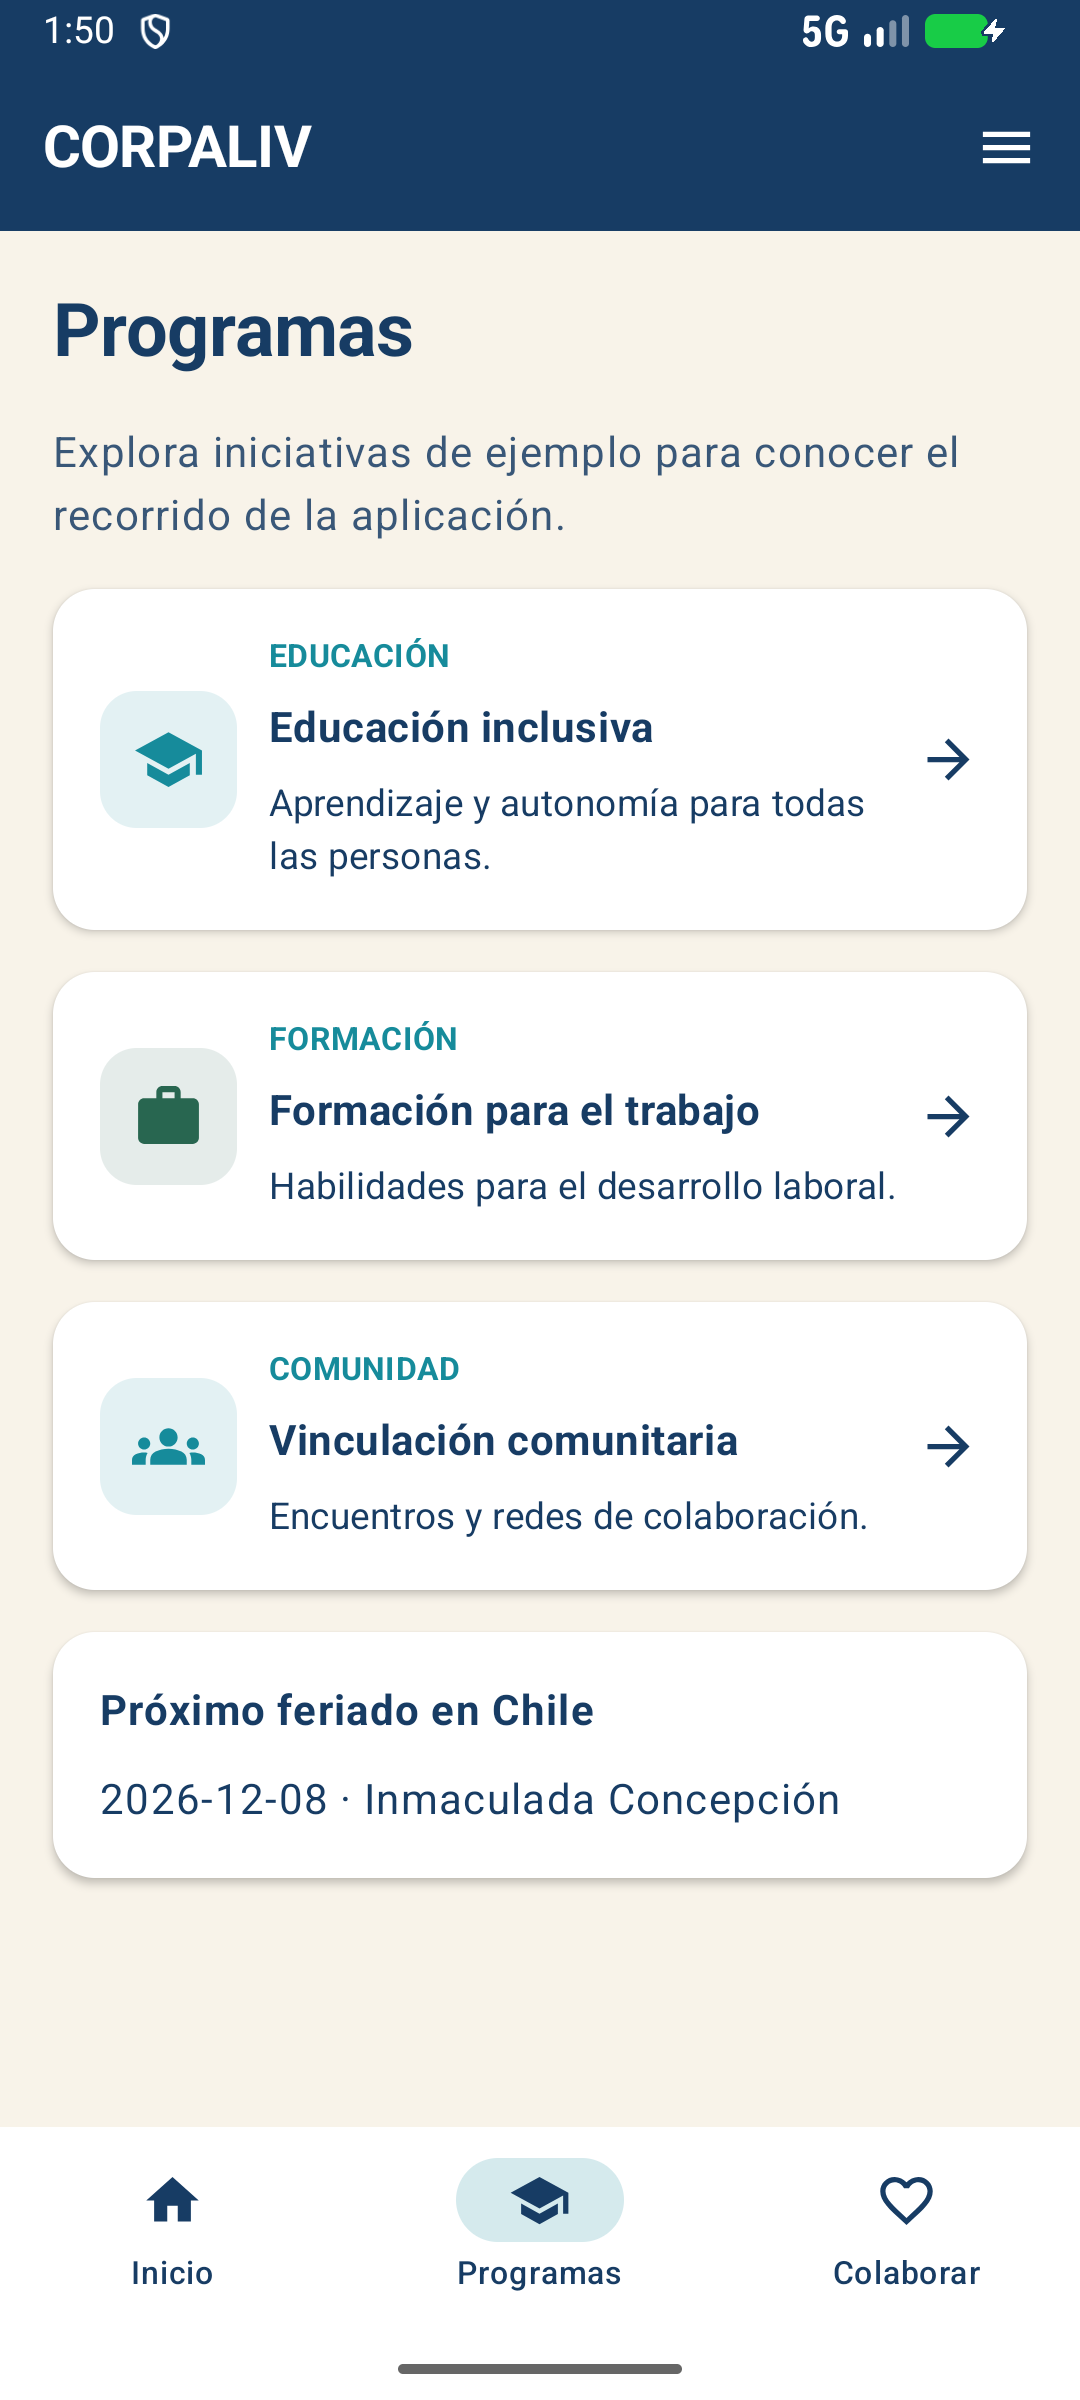 1:50
5G
CORPALIV
Programas
Explora iniciativas de ejemplo para conocer el
recorrido de la aplicación.
EDUCACIÓN
Educación inclusiva
Aprendizaje y autonomía para todas
las personas.
FORMACIÓN
Formación para el trabajo
Habilidades para el desarrollo laboral.
COMUNIDAD
Vinculación comunitaria
Encuentros y redes de colaboración.
Próximo feriado en Chile
2026-12-08 · Inmaculada Concepción
Inicio
Programas
Colaborar